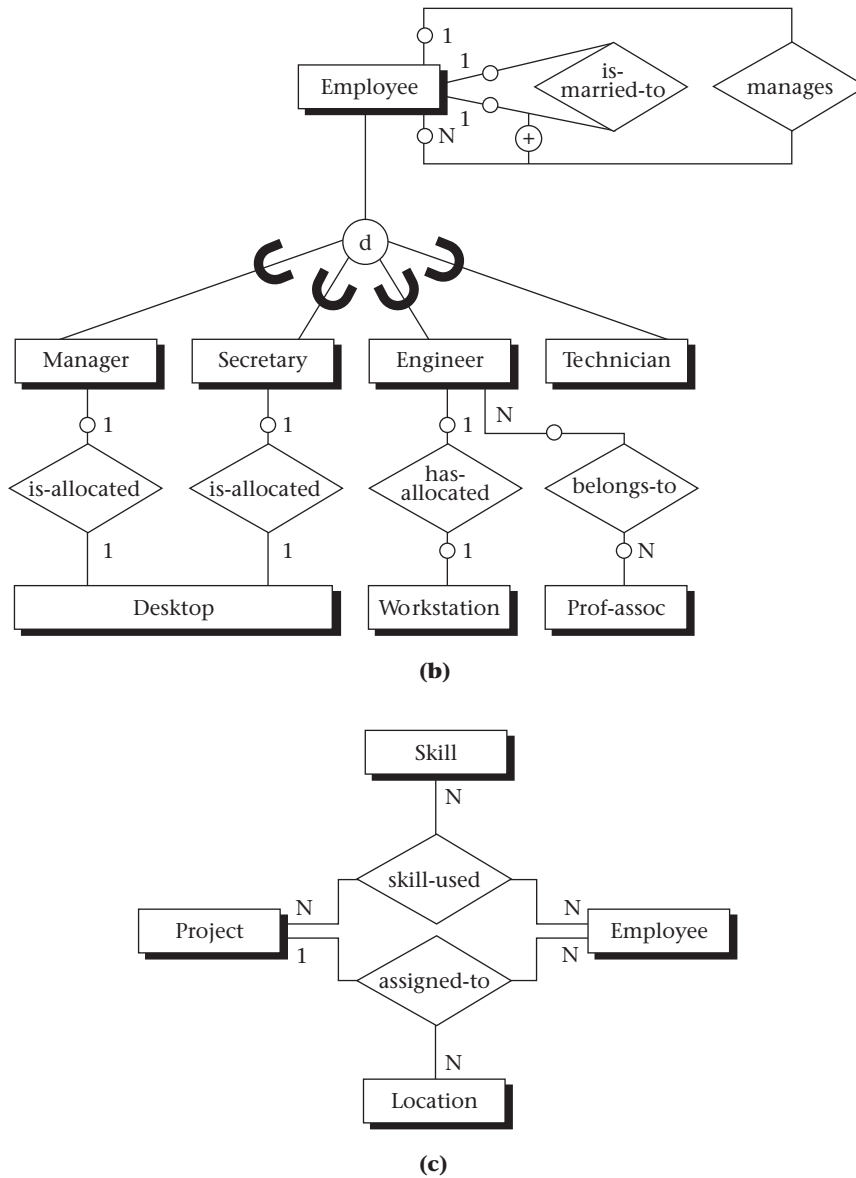 1
1
is-
married-to
manages
Employee
1
N
+
d
Manager
Secretary
Engineer
Technician
1
1
1
N
is-allocated
is-allocated
has-
allocated
belongs-to
1
1
1
N
Desktop
Workstation
Prof-assoc
(b)
Skill
N
skill-used
N
N
Project
Employee
1
N
assigned-to
N
Location
(c)